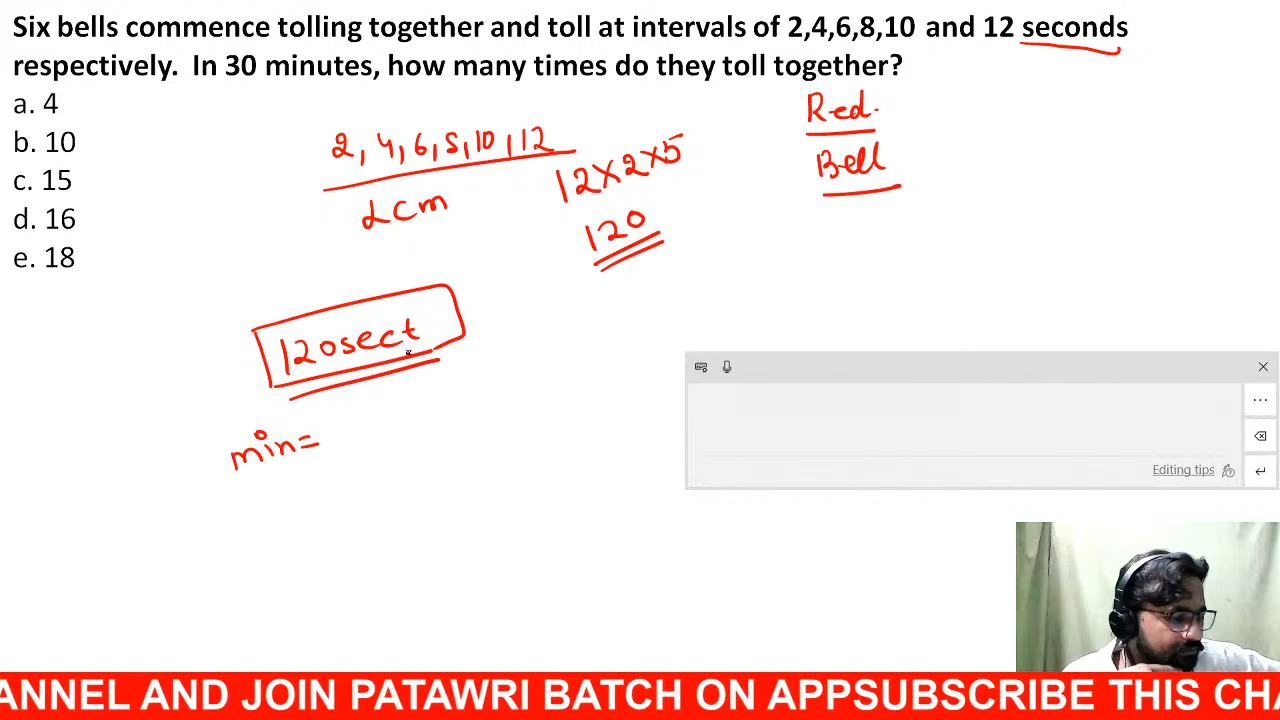 Six bells commence tolling together and toll at intervals of 2,4,6,8,10 and 12 seconds
respectively. In 30 minutes, how many times do they toll together?
a. 4
b. 10
c. 15
d. 16
e. 18
2, 4, 6, 8, 10, 12
LCM
12×2×5
120
Red.
Bell
120sect
min=
Editing tips
ANNEL AND JOIN PATAWRI BATCH ON APPSUBSCRIBE THIS CHA